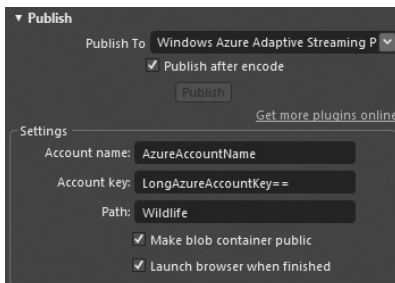 Publish
Publish To Windows Azure Adaptive Streaming P
Publish after encode
Publish
Get more plugins online
Settings
Account name: AzureAccountName
Account key: LongAzureAccountKey==
Path: Wildlife
Make blob container public
Launch browser when finished